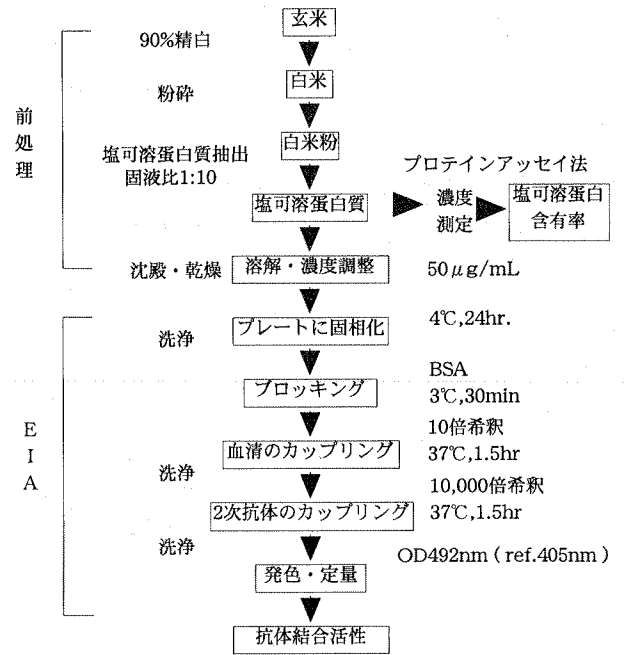 玄米
90%精白
白米
粉砕
白米粉
塩可溶蛋白質抽出
固液比1:10
プロテインアッセイ法
塩可溶蛋白質
濃度
測定
塩可溶蛋白
含有率
沈殿・乾燥
溶解・濃度調整
50μg/mL
前処理
プレートに固相化
4℃,24hr.
洗浄
BSA
ブロッキング
3℃,30min
10倍希釈
血清のカップリング
37℃,1.5hr
洗浄
10,000倍希釈
2次抗体のカップリング
37℃,1.5hr
洗浄
OD492nm ( ref.405nm )
発色・定量
抗体結合活性
EIA